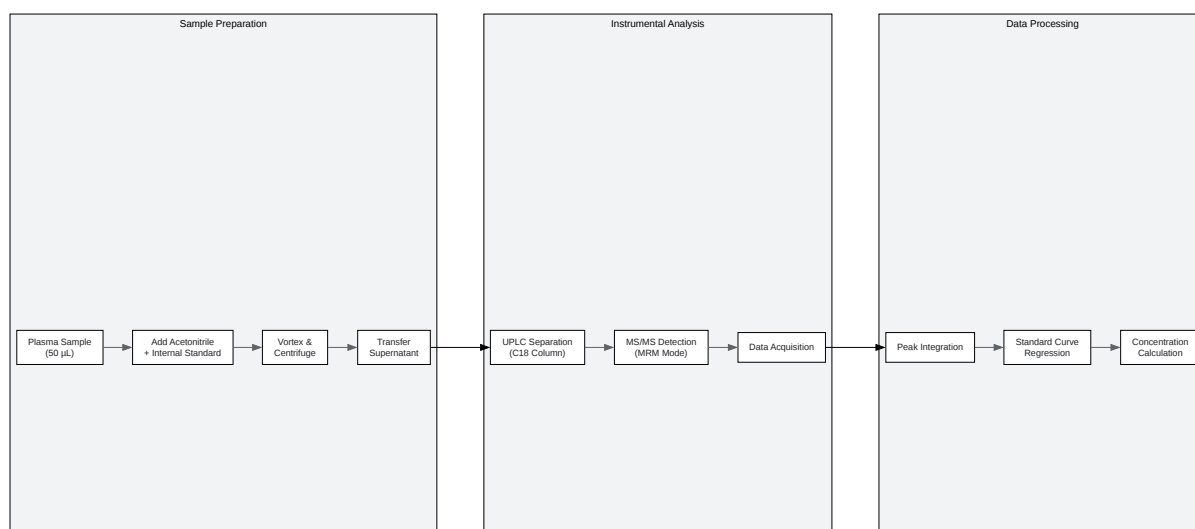 Sample Preparation
Plasma Sample
(50 µL)
Add Acetonitrile
+ Internal Standard
Vortex &
Centrifuge
Transfer
Supernatant
Instrumental Analysis
UPLC Separation
(C18 Column)
MS/MS Detection
(MRM Mode)
Data Acquisition
Data Processing
Peak Integration
Standard Curve
Regression
Concentration
Calculation